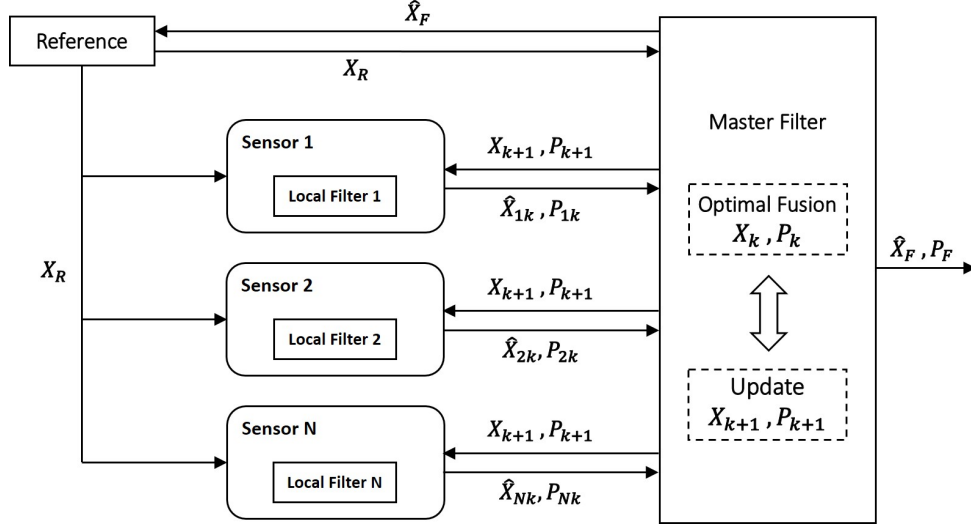 X̂_F
Reference
X_R
Master Filter
Sensor 1
Local Filter 1
X_{k+1} , P_{k+1}
X̂_{1k} , P_{1k}
Optimal Fusion
X_k , P_k
X_R
X̂_F , P_F
Sensor 2
Local Filter 2
X_{k+1} , P_{k+1}
X̂_{2k}, P_{2k}
Update
X_{k+1} , P_{k+1}
Sensor N
Local Filter N
X_{k+1} , P_{k+1}
X̂_{Nk}, P_{Nk}